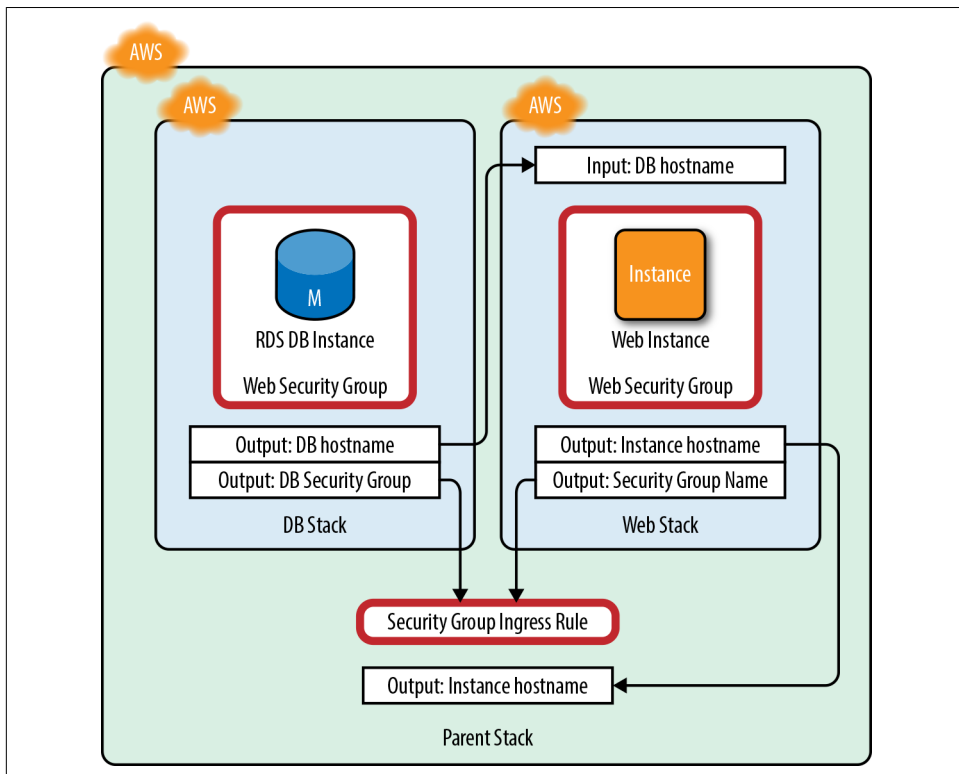 AWS
AWS
AWS
Input: DB hostname
M
RDS DB Instance
Web Security Group
Instance
Web Instance
Web Security Group
Output: DB hostname
Output: DB Security Group
DB Stack
Output: Instance hostname
Output: Security Group Name
Web Stack
Security Group Ingress Rule
Output: Instance hostname
Parent Stack